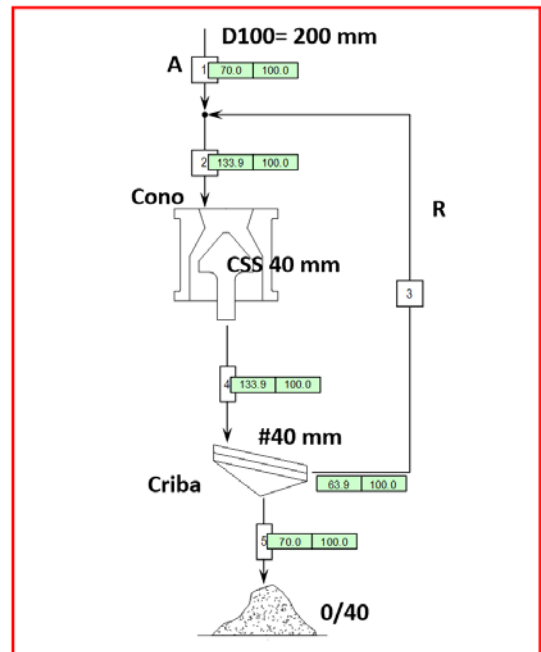 D100= 200 mm
A
1 70.0 100.0
2 133.9 100.0
Cono
R
CSS 40 mm
3
4 133.9 100.0
#40 mm
Criba
63.9 100.0
5 70.0 100.0
0/40